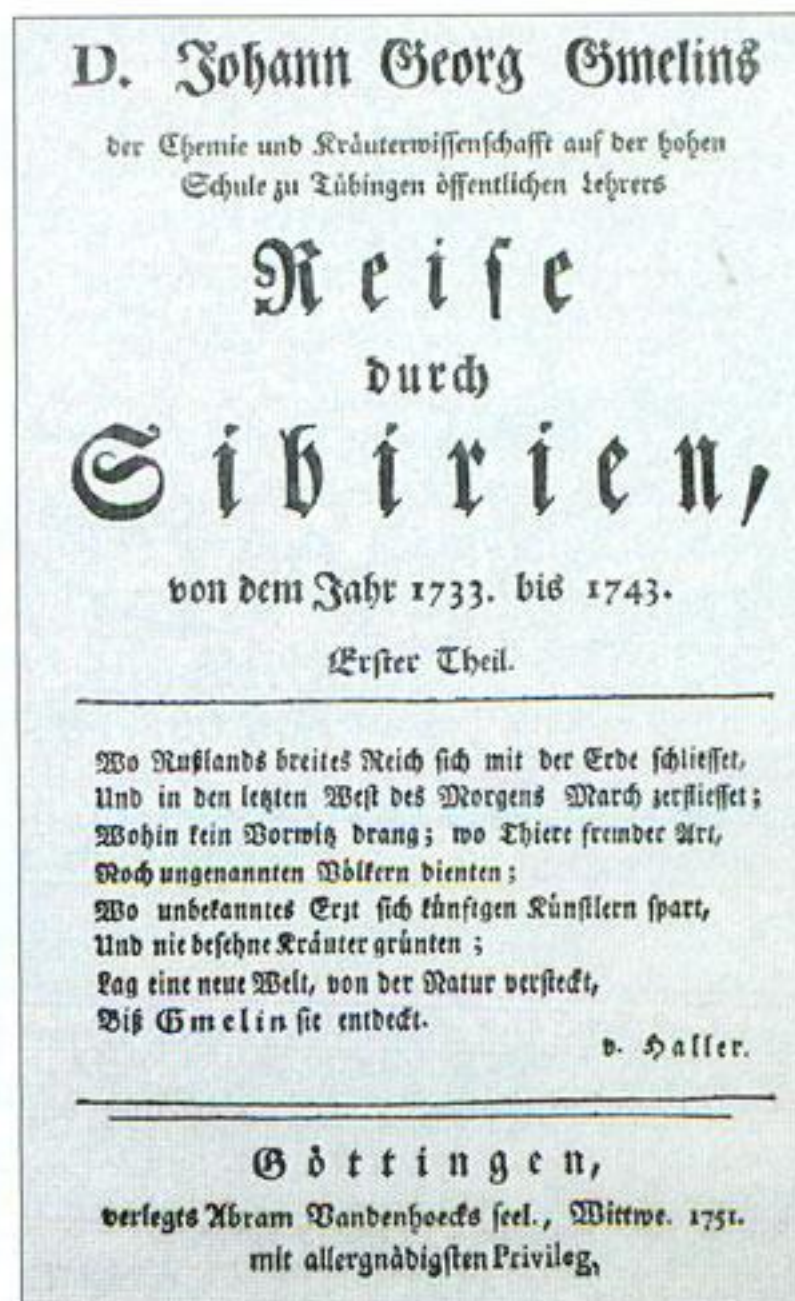 D. Johann Georg Gmelins
der Chemie und Kräuterwissenschafft auf der hohen
Schule zu Tübingen öffentlichen Lehrers
Reise
durch
Sibirien,
von dem Jahr 1733. bis 1743.
Erster Theil.
Wo Rußlands breites Reich sich mit der Erde schliesset,
Und in den letzten West des Morgens March zerfliesset;
Wohin kein Vorwitz drang; wo Thiere fremder Art,
Noch ungenannten Völkern dienten;
Wo unbekanntes Erzt sich künftgen Künstlern spart,
Und nie besehne Kräuter grünten;
Lag eine neue Welt, von der Natur versteckt,
Biß Gmelin sie entdeckt.
v. Haller.
Göttingen,
verlegts Abram Vandenhoecks seel., Wittwe. 1751.
mit allergnädigsten Privileg,